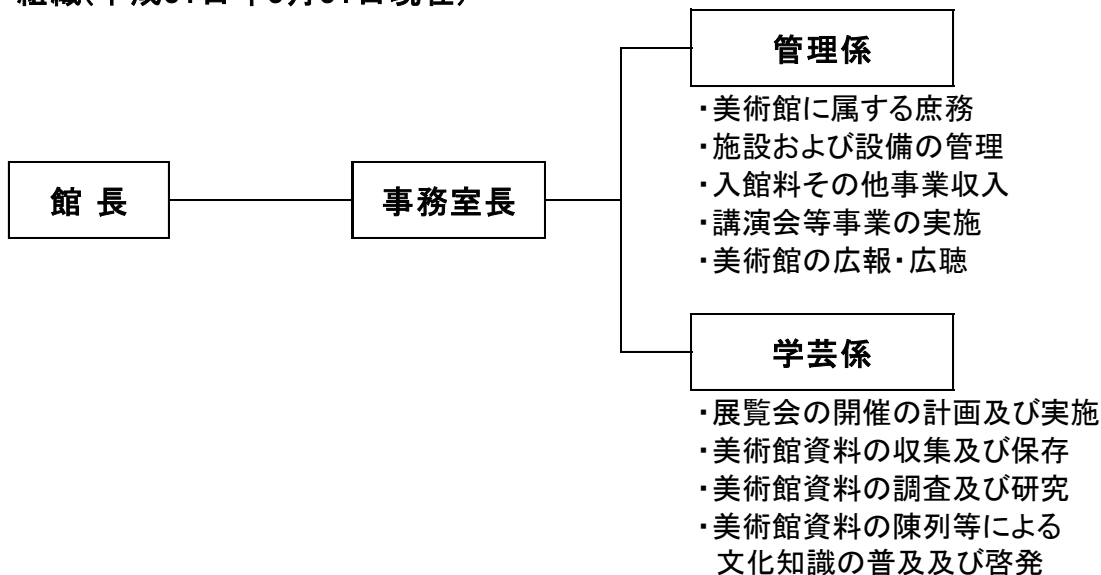 館 長
事務室長
管理係
・美術館に属する庶務
・施設および設備の管理
・入館料その他事業収入
・講演会等事業の実施
・美術館の広報・広聴
学芸係
・展覧会の開催の計画及び実施
・美術館資料の収集及び保存
・美術館資料の調査及び研究
・美術館資料の陳列等による
文化知識の普及及び啓発